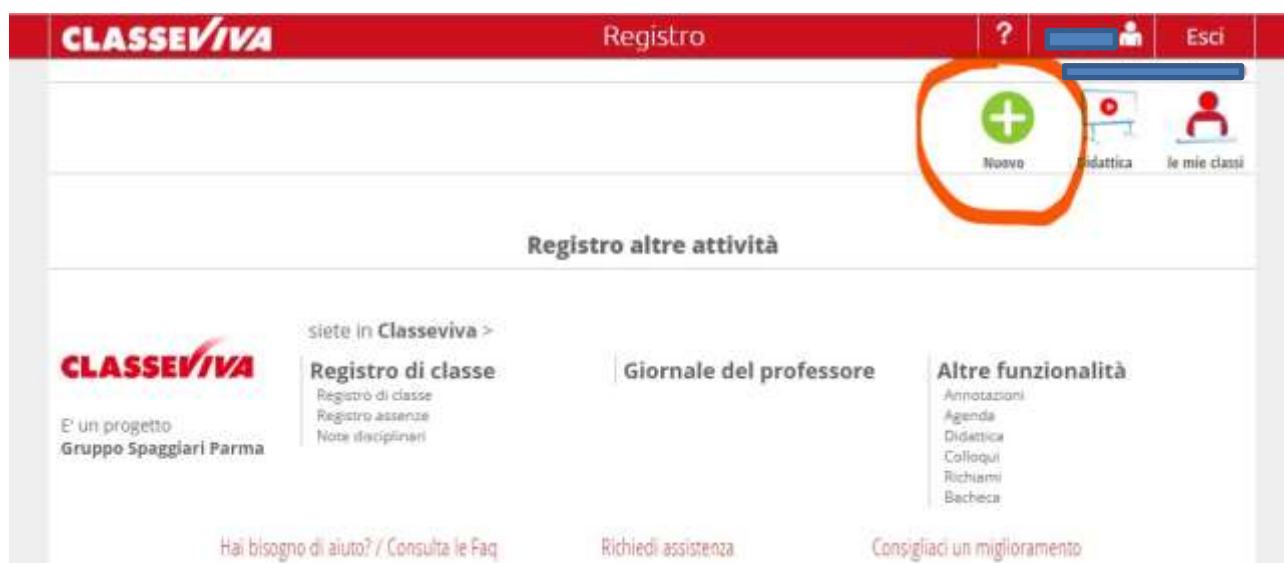 CLASSEVIVA Registro ? Esci
Nuovo Didattica le mie classi
Registro altre attività
siete in Classeviva >
CLASSEVIVA
E' un progetto
Gruppo Spaggiari Parma
Registro di classe
Registro di classe
Registro assenze
Note disciplinari
Giornale del professore
Altre funzionalità
Annotazioni
Agenda
Didattica
Colloqui
Richiami
Bacheca
Hai bisogno di aiuto? / Consulta le Faq Richiedi assistenza Consigliaci un miglioramento